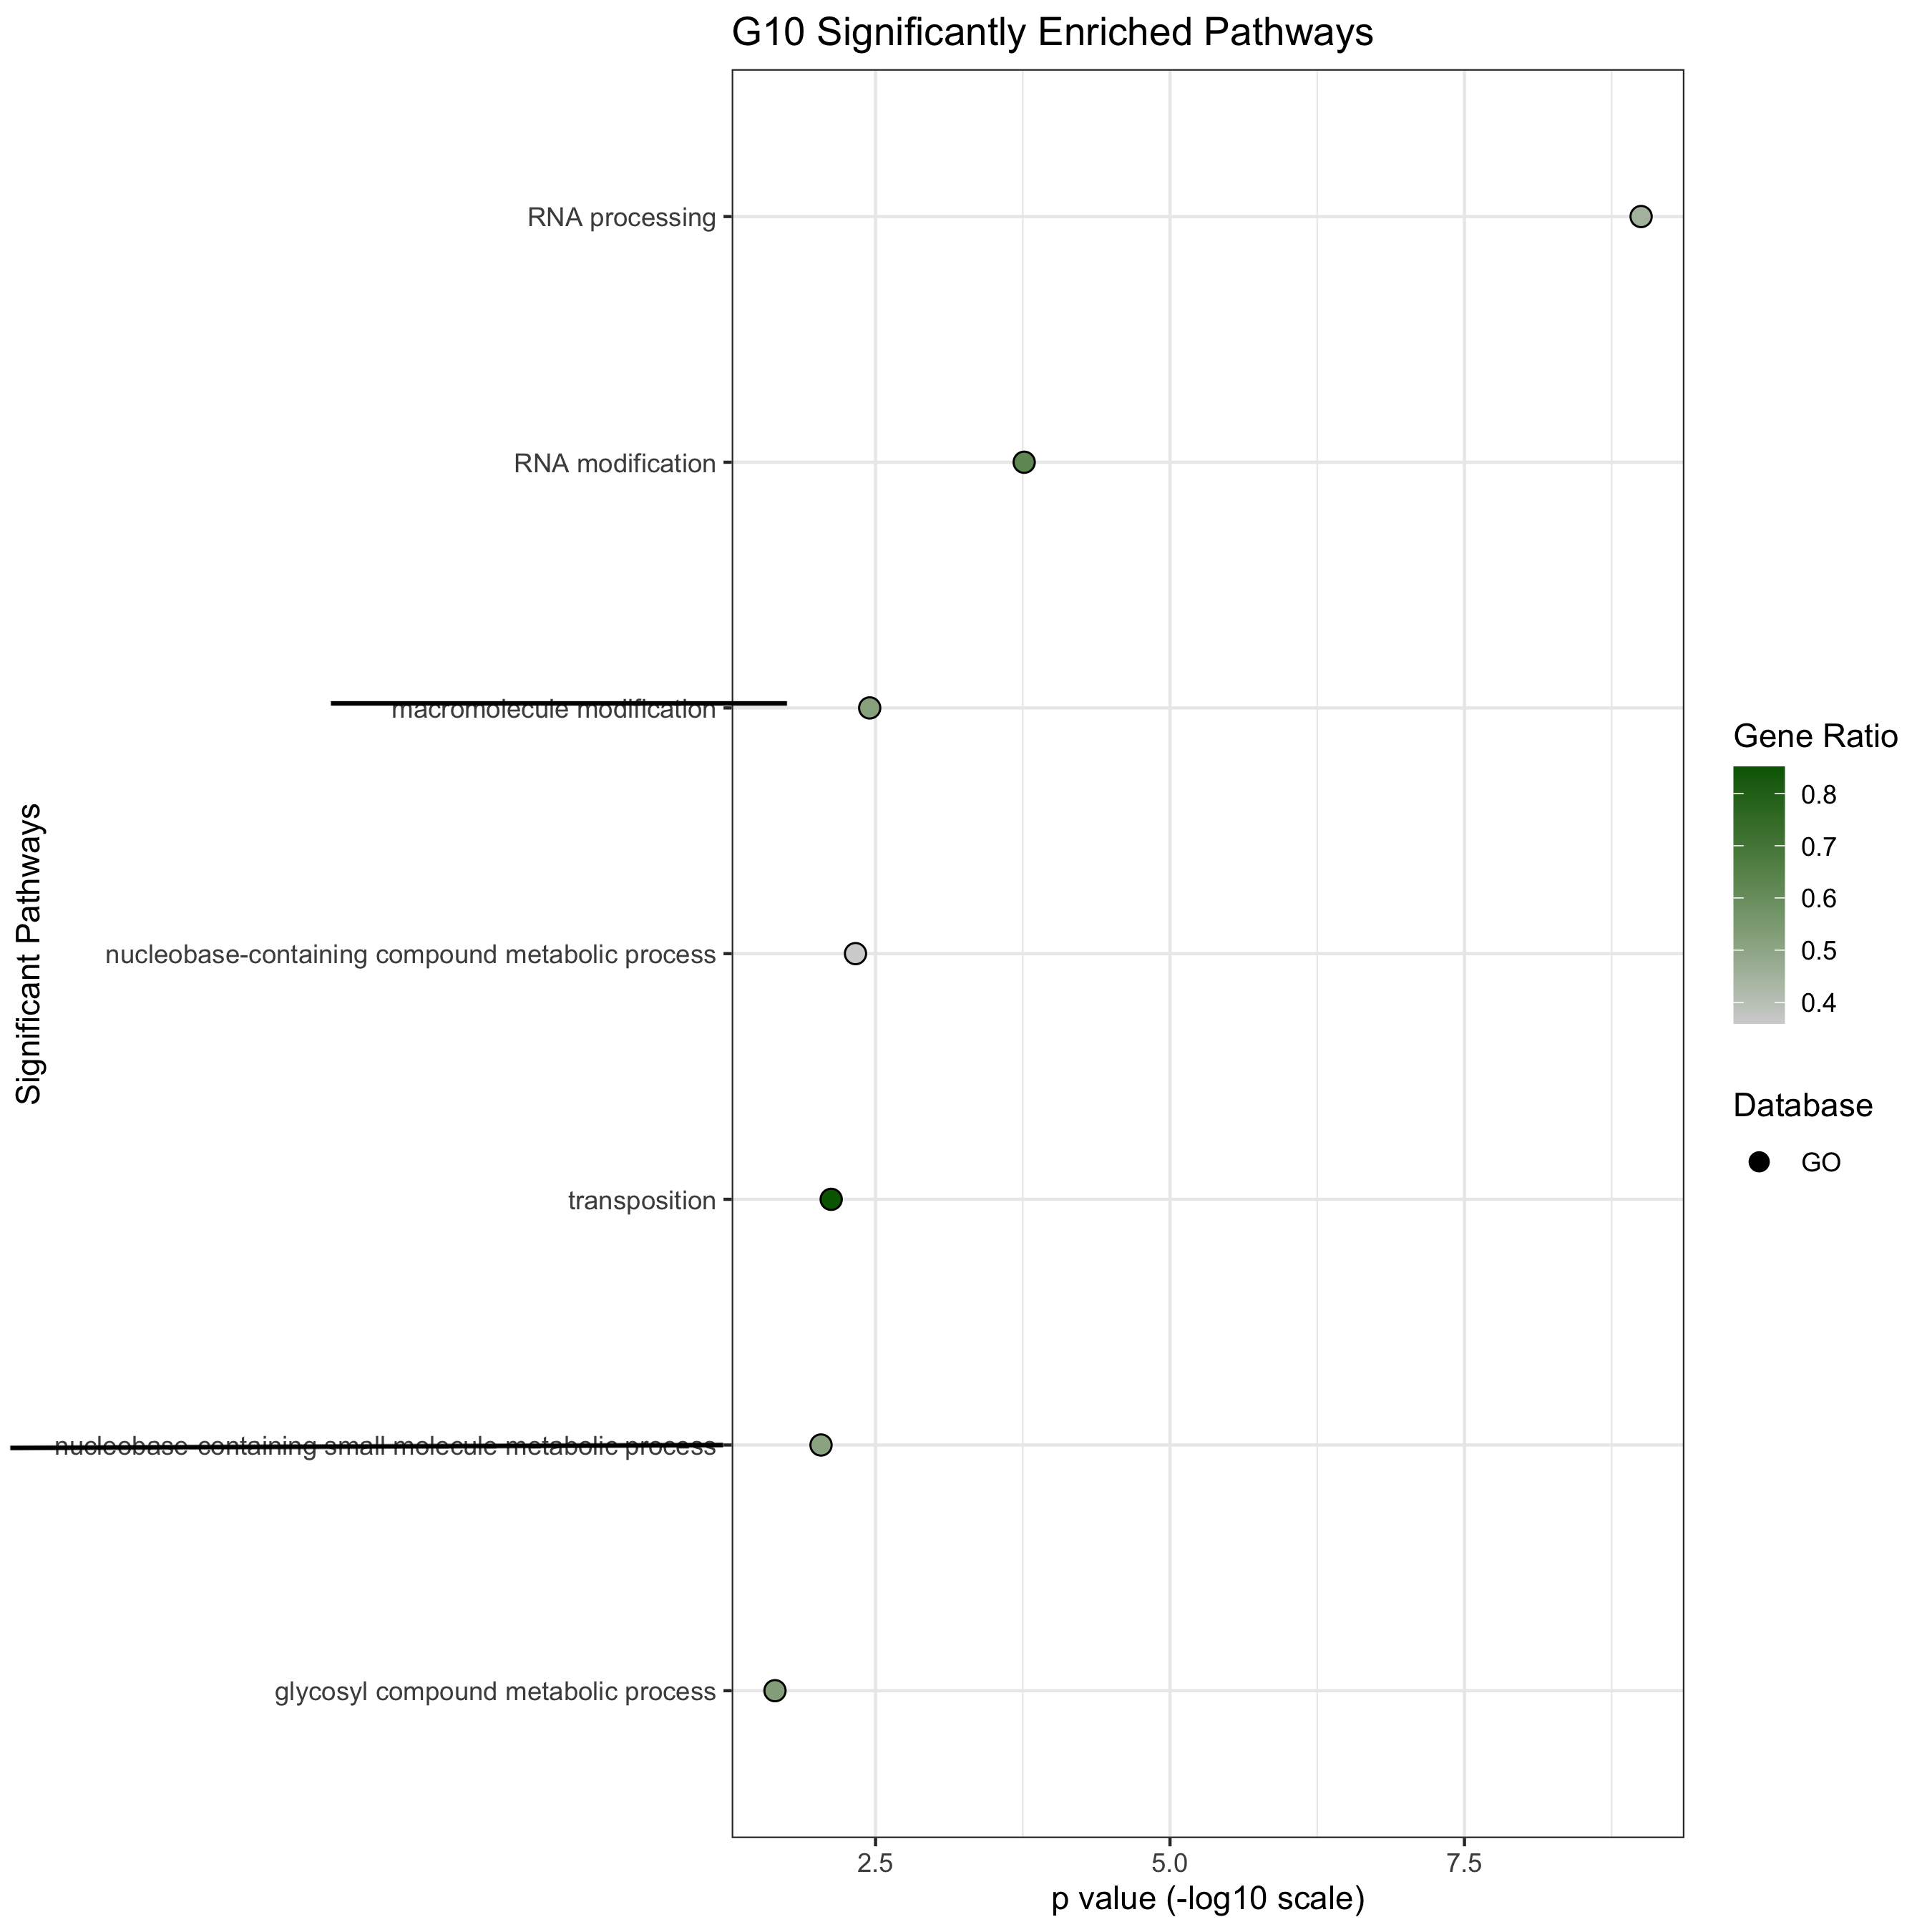 G10 Significantly Enriched Pathways
RNA processing
RNA modification
macromolecule modification
nucleobase-containing compound metabolic process
transposition
nucleobase-containing small molecule metabolic process
glycosyl compound metabolic process
Significant Pathways
2.5
5.0
7.5
p value (-log10 scale)
Gene Ratio
0.8
0.7
0.6
0.5
0.4
Database
GO